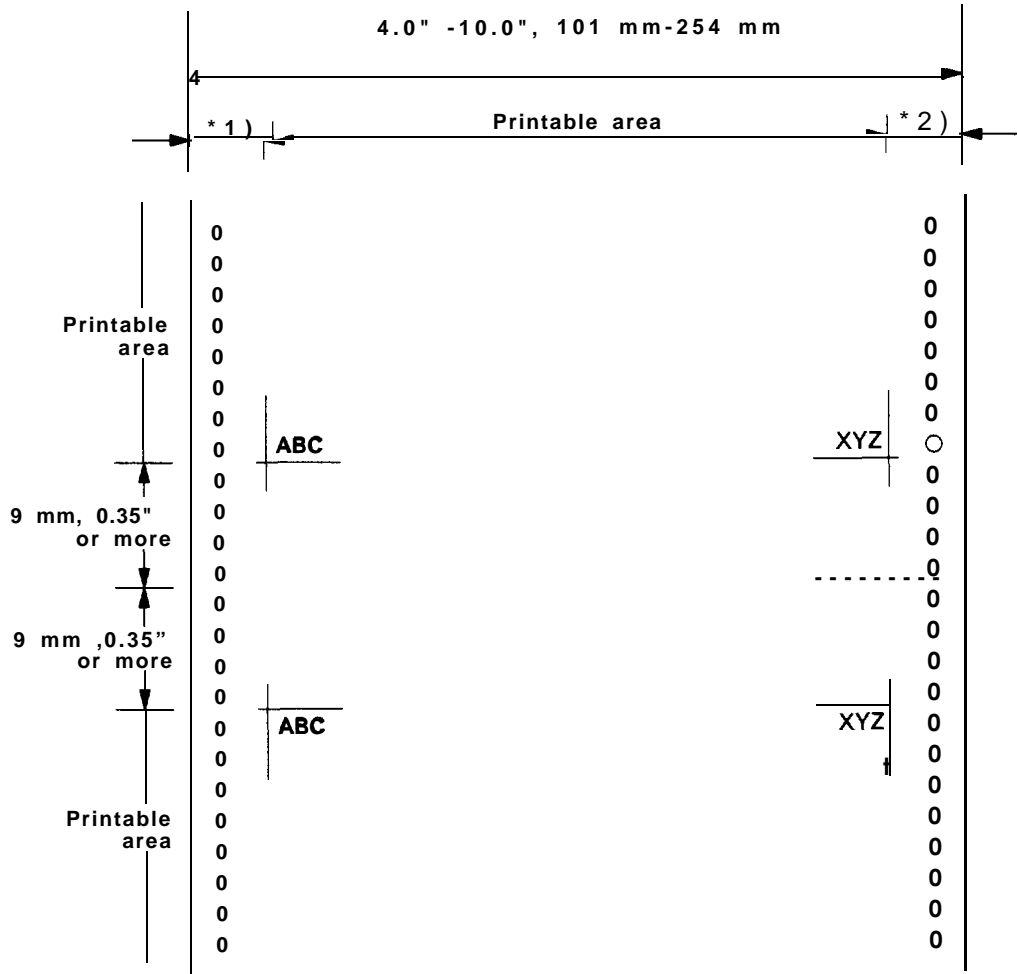 4.0" -10.0", 101 mm-254 mm
*1)
Printable area
*2)
Printable
area
ABC
XYZ
9 mm, 0.35"
or more
9 mm ,0.35”
or more
ABC
XYZ
Printable
area